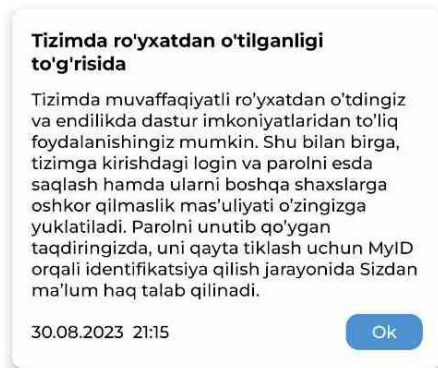 Tizimda ro'yxatdan o'tilganligi
to'g'risida
Tizimda muvaffaqiyatli ro’yxatdan o’tdingiz
va endilikda dastur imkoniyatlaridan to’liq
foydalanishingiz mumkin. Shu bilan birga,
tizimga kirishdagi login va parolni esda
saqlash hamda ularni boshqa shaxslarga
oshkor qilmaslik mas’uliyati o’zingizga
yuklatiladi. Parolni unutib qo’ygan
taqdiringizda, uni qayta tiklash uchun MyID
orqali identifikatsiya qilish jarayonida Sizdan
ma’lum haq talab qilinadi.
30.08.2023 21:15
Ok